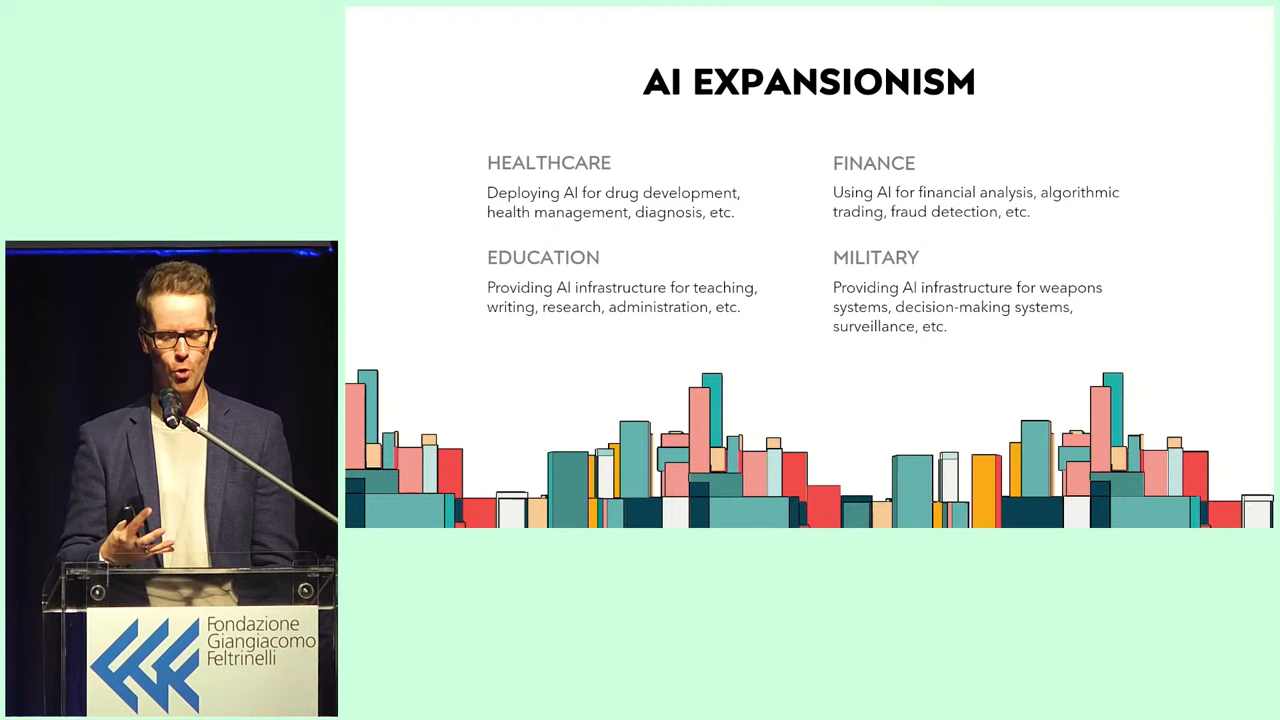 AI EXPANSIONISM
HEALTHCARE
Deploying AI for drug development,
health management, diagnosis, etc.
EDUCATION
Providing AI infrastructure for teaching,
writing, research, administration, etc.
FINANCE
Using AI for financial analysis, algorithmic
trading, fraud detection, etc.
MILITARY
Providing AI infrastructure for weapons
systems, decision-making systems,
surveillance, etc.
Fondazione
Giangiacomo
Feltrinelli